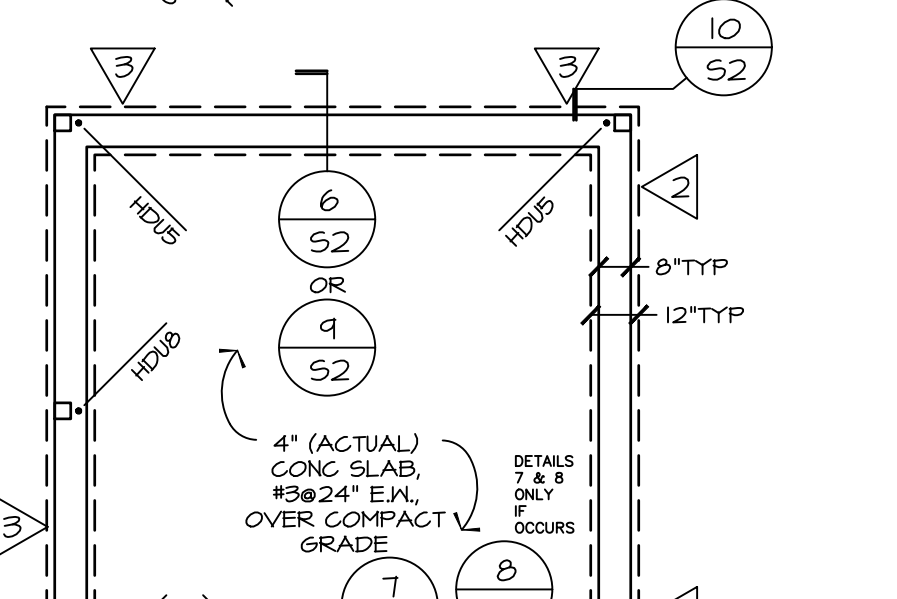 10
S2
3
3
2
HDU5
HDU5
6
S2
OR
9
S2
8"TYP
12"TYP
HDU8
4" (ACTUAL)
CONC SLAB,
#3@24" E.W.,
OVER COMPACT
GRADE
DETAILS
7 & 8
ONLY
IF
OCCURS
3
7
8